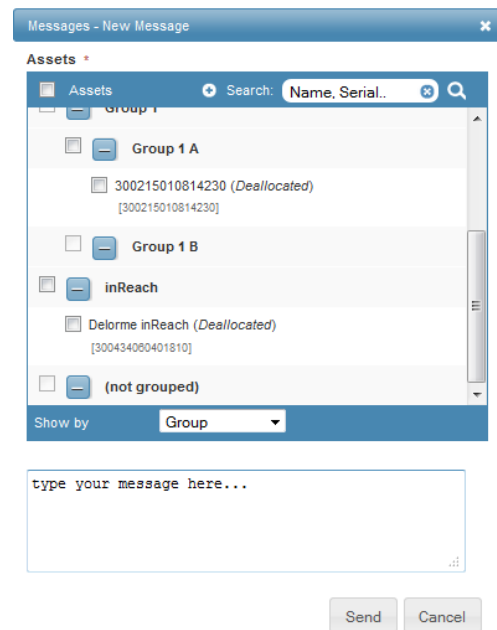 Messages - New Message
Assets *
Assets Search: Name, Serial..
Group 1
Group 1 A
300215010814230 (Deallocated)
[300215010814230]
Group 1 B
inReach
Delorme inReach (Deallocated)
[300434060401810]
(not grouped)
Show by Group
type your message here...
Send Cancel